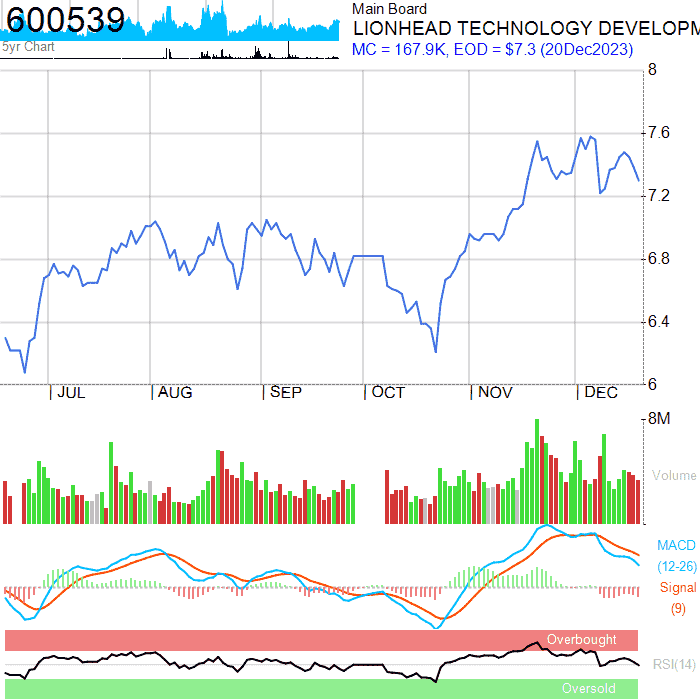 600539
5yr Chart
Main Board
LIONHEAD TECHNOLOGY DEVELOPM
MC = 167.9K, EOD = $7.3 (20Dec2023)
8
7.6
7.2
6.8
6.4
6
JUL AUG SEP OCT NOV DEC
8M
Volume
MACD
(12-26)
Signal
(9)
Overbought
RSI(14)
Oversold